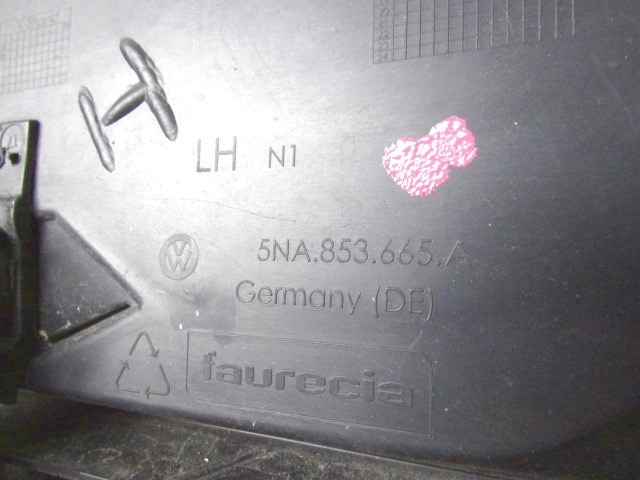 LH N1
5NA.853.665.A
Germany (DE)
faurecia